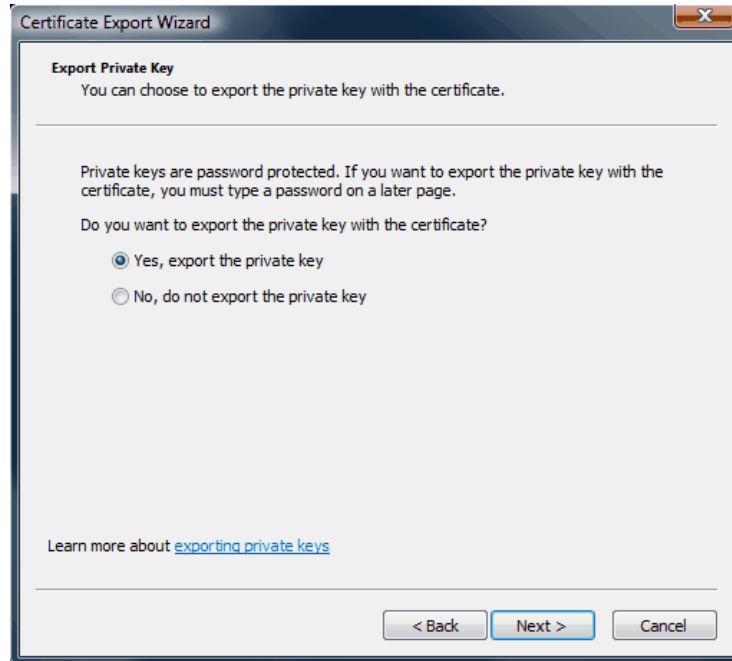 Certificate Export Wizard
Export Private Key
You can choose to export the private key with the certificate.
Private keys are password protected. If you want to export the private key with the
certificate, you must type a password on a later page.
Do you want to export the private key with the certificate?
Yes, export the private key
No, do not export the private key
Learn more about exporting private keys
< Back Next > Cancel